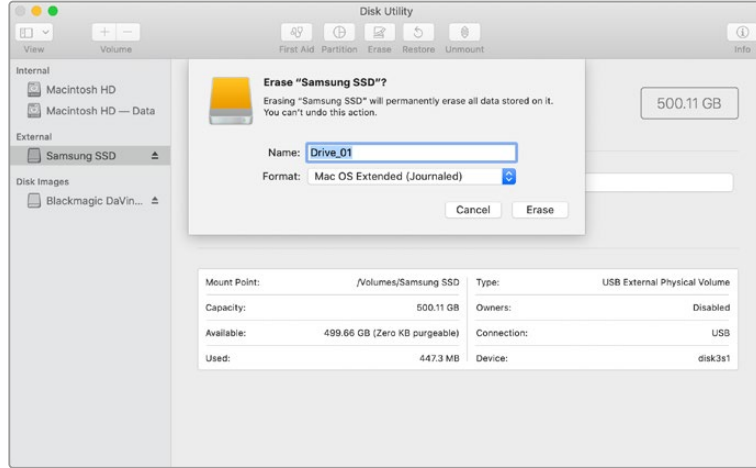 Disk Utility
View
Volume
First Aid
Partition
Erase
Restore
Unmount
Info
Internal
Macintosh HD
Macintosh HD — Data
External
Samsung SSD
Disk Images
Blackmagic DaVin...
Erase “Samsung SSD”?
Erasing “Samsung SSD” will permanently erase all data stored on it.
You can’t undo this action.
Name: Drive_01
Format: Mac OS Extended (Journaled)
Cancel
Erase
500.11 GB
Mount Point: /Volumes/Samsung SSD
Type: USB External Physical Volume
Capacity: 500.11 GB
Owners: Disabled
Available: 499.66 GB (Zero KB purgeable)
Connection: USB
Used: 447.3 MB
Device: disk3s1